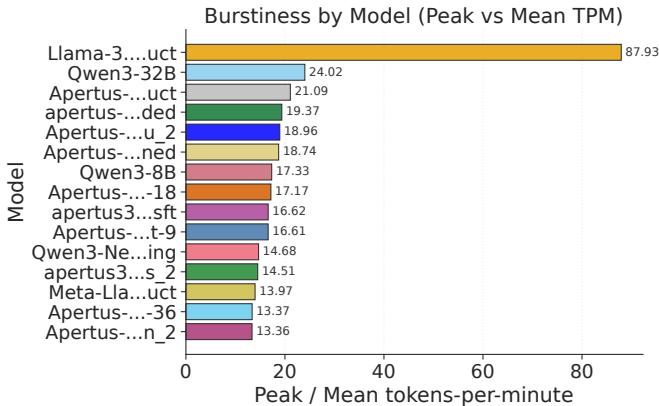 Burstiness by Model (Peak vs Mean TPM)
Llama-3....uct 87.93
Qwen3-32B 24.02
Apertus-...uct 21.09
apertus-...ded 19.37
Apertus-...u_2 18.96
Apertus-...ned 18.74
Qwen3-8B 17.33
Apertus-...-18 17.17
apertus3...sft 16.62
Apertus-...t-9 16.61
Qwen3-Ne...ing 14.68
apertus3...s_2 14.51
Meta-Lla...uct 13.97
Apertus-...-36 13.37
Apertus-...n_2 13.36
Model
0 20 40 60 80
Peak / Mean tokens-per-minute